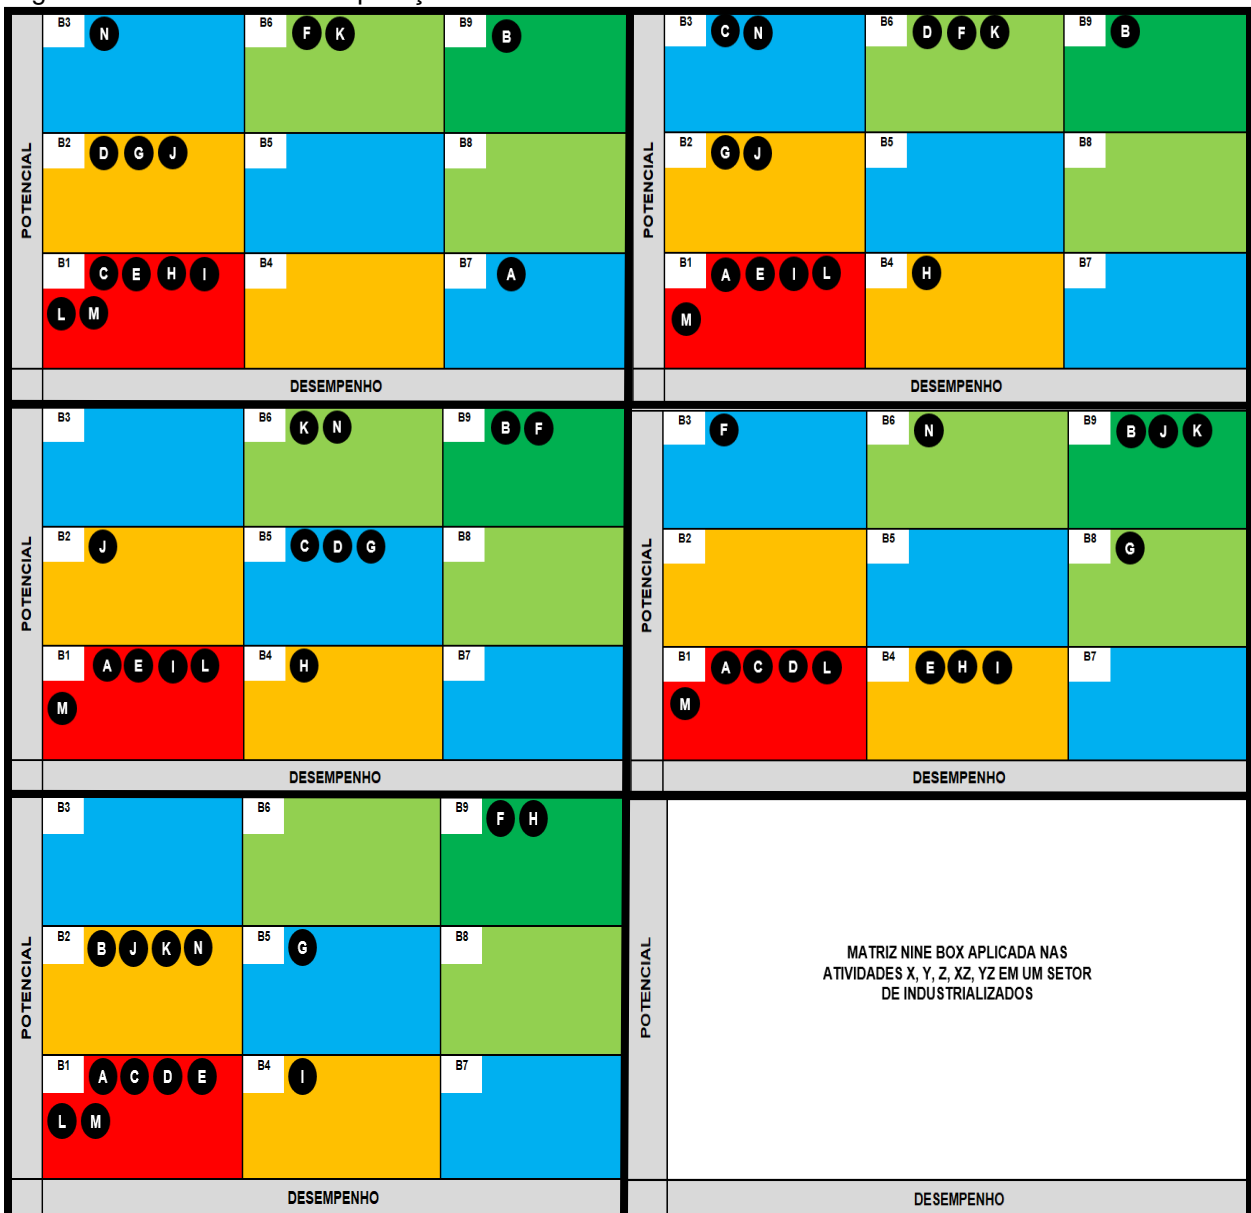 B3 N
B6 F K
B9 B
B2 D G J
B5
B8
B1 C E H I
L M
B4
B7 A
POTENCIAL
DESEMPENHO
B3 C N
B6 D F K
B9 B
B2 G J
B5
B8
B1 A E I L
M
B4 H
B7
POTENCIAL
DESEMPENHO
B3
B6 K N
B9 B F
B2 J
B5 C D G
B8
B1 A E I L
M
B4 H
B7
POTENCIAL
DESEMPENHO
B3 F
B6 N
B9 B J K
B2
B5
B8 G
B1 A C D L
M
B4 E H I
B7
POTENCIAL
DESEMPENHO
B3
B6
B9 F H
B2 B J K N
B5 G
B8
B1 A C D E
L M
B4 I
B7
POTENCIAL
DESEMPENHO
POTENCIAL
MATRIZ NINE BOX APLICADA NAS
ATIVIDADES X, Y, Z, XZ, YZ EM UM SETOR
DE INDUSTRIALIZADOS
DESEMPENHO